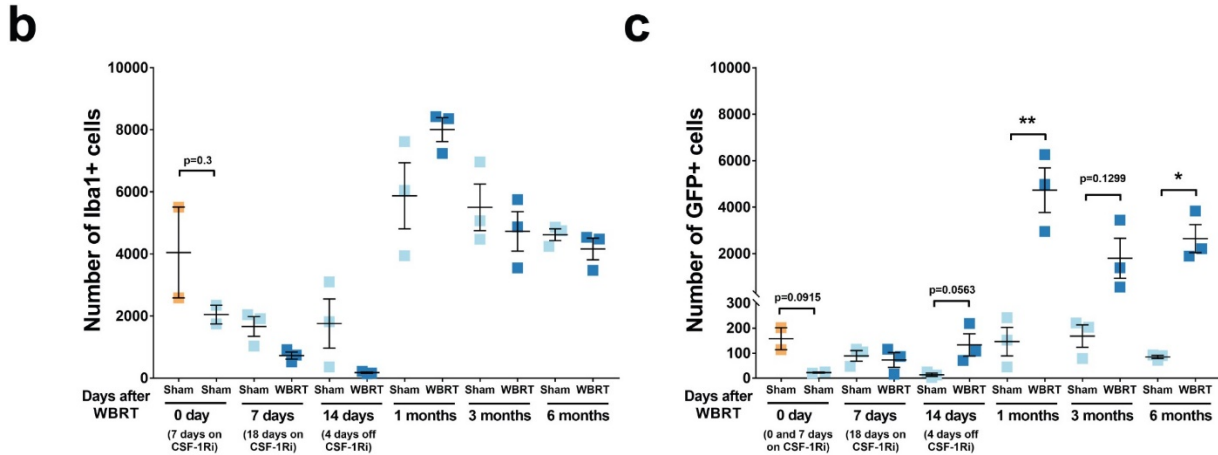 b
Number of Iba1+ cells
10000
8000
6000
4000
2000
0
p=0.3
Sham Sham Sham WBRT Sham WBRT Sham WBRT Sham WBRT Sham WBRT
Days after
WBRT
0 day 7 days 14 days 1 months 3 months 6 months
(7 days on
CSF-1Ri)
(18 days on
CSF-1Ri)
(4 days off
CSF-1Ri)
c
Number of GFP+ cells
10000
8000
6000
4000
2000
300
200
100
0
p=0.0915
p=0.0563
**
p=0.1299
*
Sham Sham Sham WBRT Sham WBRT Sham WBRT Sham WBRT Sham WBRT
Days after
WBRT
0 day 7 days 14 days 1 months 3 months 6 months
(0 and 7 days
on CSF-1Ri)
(18 days on
CSF-1Ri)
(4 days off
CSF-1Ri)